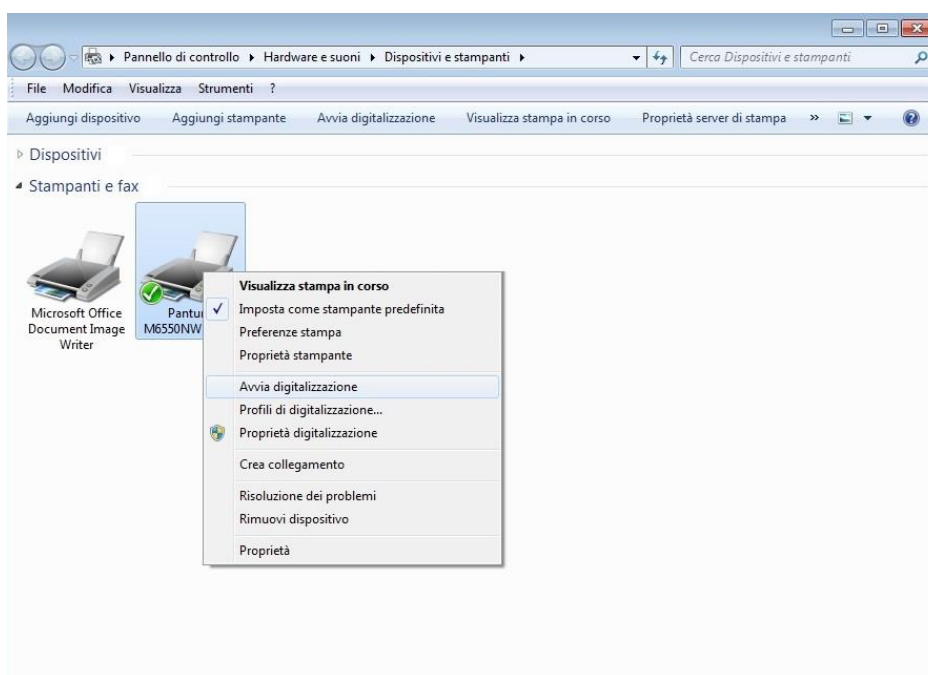 Pannello di controllo Hardware e suoni Dispositivi e stampanti
Cerca Dispositivi e stampanti
File Modifica Visualizza Strumenti ?
Aggiungi dispositivo Aggiungi stampante Avvia digitalizzazione Visualizza stampa in corso Proprietà server di stampa »
Dispositivi
Stampanti e fax
Microsoft Office
Document Image
Writer
M6550NW
Visualizza stampa in corso
Imposta come stampante predefinita
Preferenze stampa
Proprietà stampante
Avvia digitalizzazione
Profili di digitalizzazione...
Proprietà digitalizzazione
Crea collegamento
Risoluzione dei problemi
Rimuovi dispositivo
Proprietà